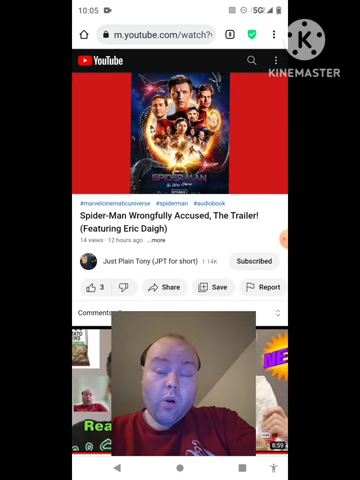 10:05
5G
m.youtube.com/watch?v
8
KINEMASTER
YouTube
SPIDER-MAN
#marvelcinematicuniverse #spiderman #audiobook
Spider-Man Wrongfully Accused, The Trailer!
(Featuring Eric Daigh)
14 views · 12 hours ago ...more
Just Plain Tony (JPT for short) 1.14K Subscribed
3 Share Save Report
Comments
Rea
8:59